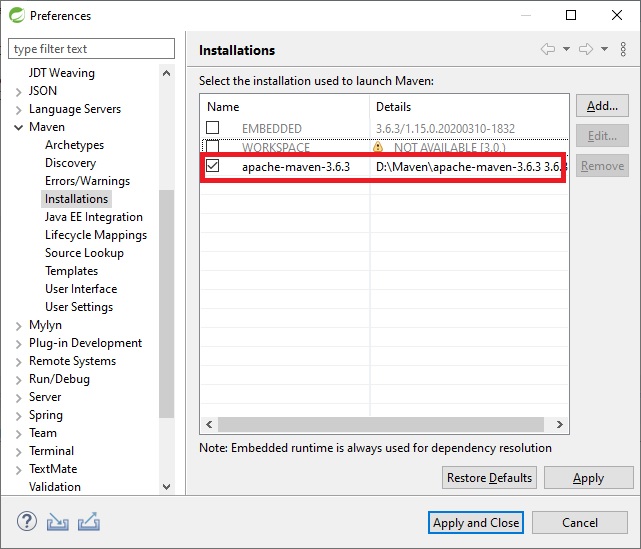 Preferences
type filter text
JDT Weaving
JSON
Language Servers
Maven
Archetypes
Discovery
Errors/Warnings
Installations
Java EE Integration
Lifecycle Mappings
Source Lookup
Templates
User Interface
User Settings
Mylyn
Plug-in Development
Remote Systems
Run/Debug
Server
Spring
Team
Terminal
TextMate
Validation
Installations
Select the installation used to launch Maven:
Name Details
EMBEDDED 3.6.3/1.15.0.20200310-1832
WORKSPACE NOT AVAILABLE [3.0,)
apache-maven-3.6.3 D:\Maven\apache-maven-3.6.3 3.6.3
Add...
Edit...
Remove
Note: Embedded runtime is always used for dependency resolution
Restore Defaults Apply
Apply and Close Cancel